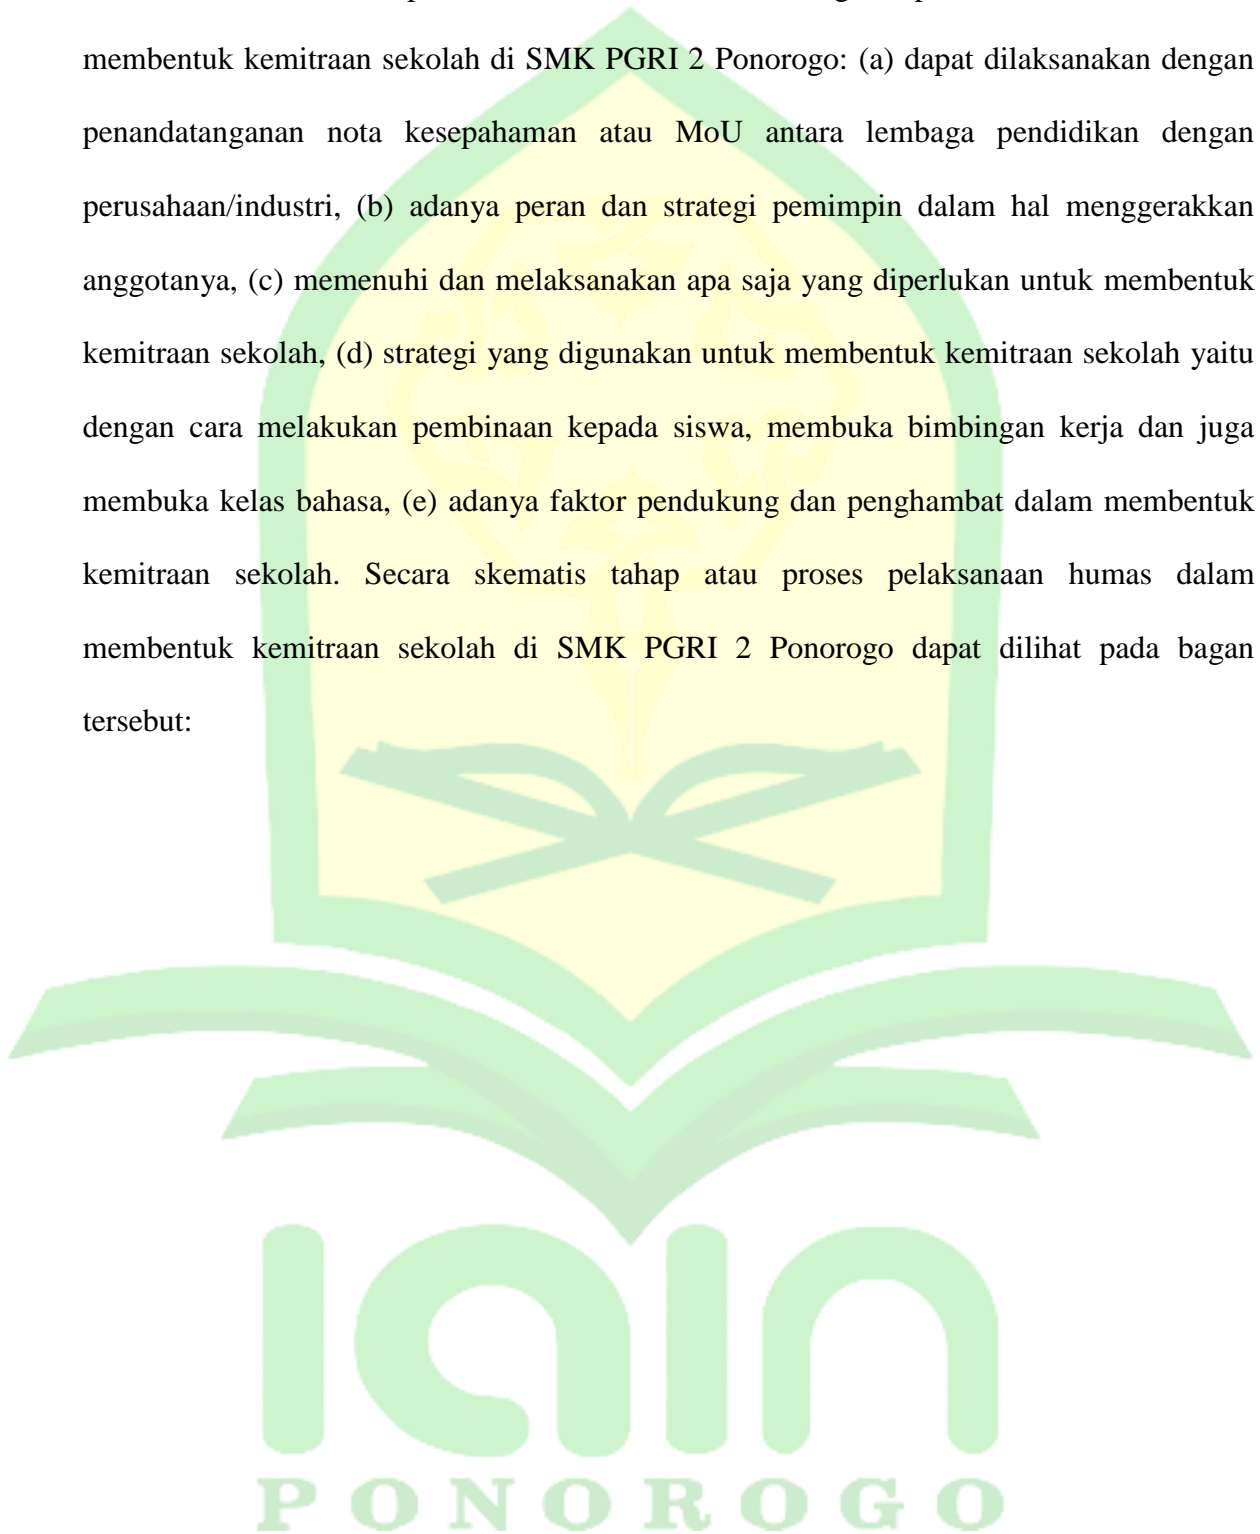 membentuk kemitraan sekolah di SMK PGRI 2 Ponorogo: (a) dapat dilaksanakan dengan
penandatanganan nota kesepahaman atau MoU antara lembaga pendidikan dengan
perusahaan/industri, (b) adanya peran dan strategi pemimpin dalam hal menggerakkan
anggotanya, (c) memenuhi dan melaksanakan apa saja yang diperlukan untuk membentuk
kemitraan sekolah, (d) strategi yang digunakan untuk membentuk kemitraan sekolah yaitu
dengan cara melakukan pembinaan kepada siswa, membuka bimbingan kerja dan juga
membuka kelas bahasa, (e) adanya faktor pendukung dan penghambat dalam membentuk
kemitraan sekolah. Secara skematis tahap atau proses pelaksanaan humas dalam
membentuk kemitraan sekolah di SMK PGRI 2 Ponorogo dapat dilihat pada bagan
tersebut:
iain
PONOROGO